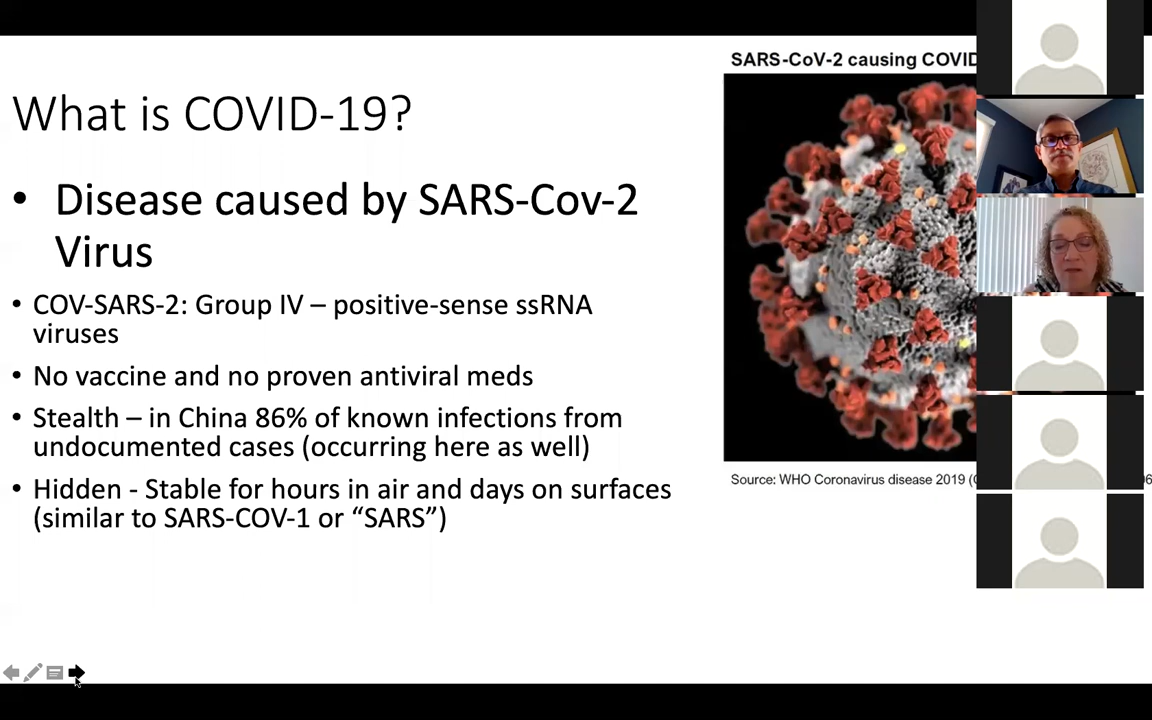 What is COVID-19?
• Disease caused by SARS-Cov-2
Virus
• COV-SARS-2: Group IV – positive-sense ssRNA
viruses
• No vaccine and no proven antiviral meds
• Stealth – in China 86% of known infections from
undocumented cases (occurring here as well)
• Hidden - Stable for hours in air and days on surfaces
(similar to SARS-COV-1 or “SARS”)
SARS-CoV-2 causing COVID
Source: WHO Coronavirus disease 2019